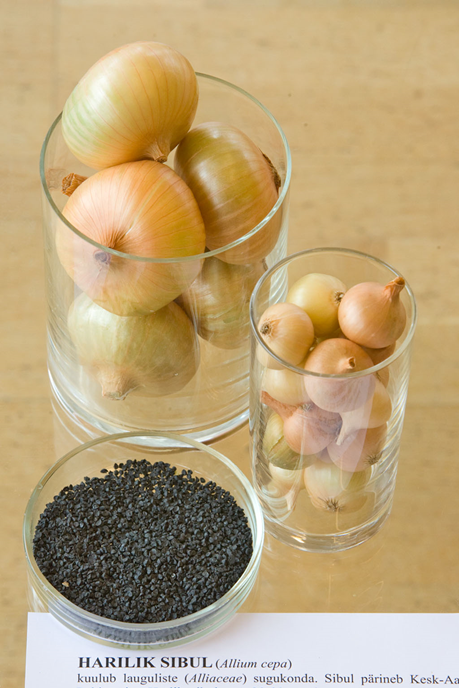 HARILIK SIBUL (Allium cepa)
kuulub lauguliste (Alliaceae) sugukonda. Sibul pärineb Kesk-Aa